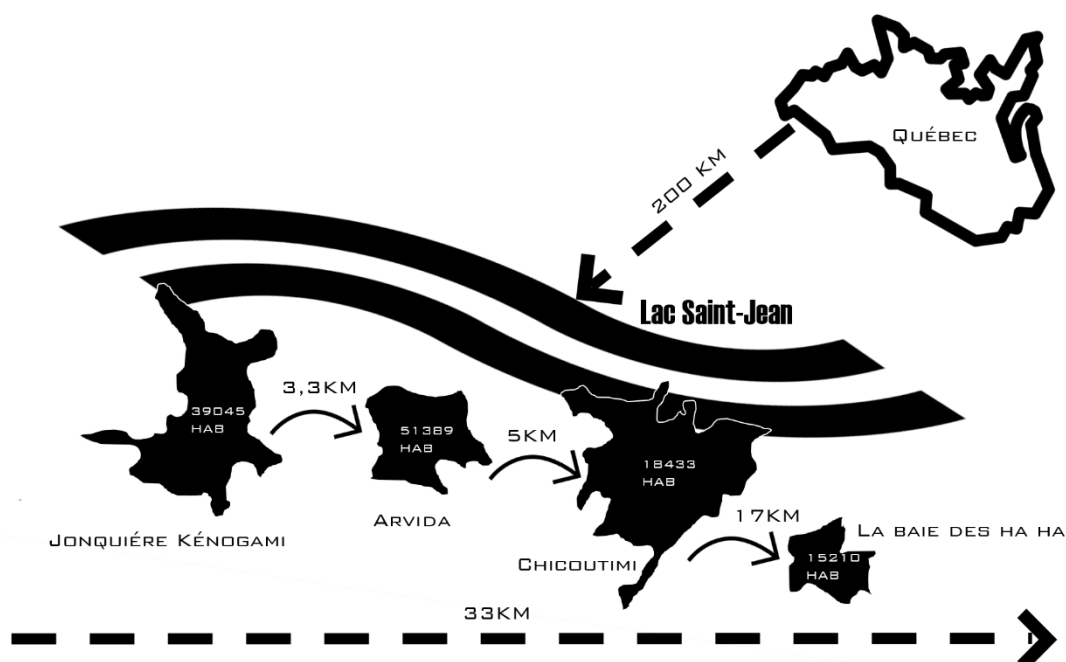 QUÉBEC
200 KM
Lac Saint-Jean
3,3KM
39045
HAB
51389
HAB
5KM
18433
HAB
JONQUIÉRE KÉNOGAMI
ARVIDA
17KM
LA BAIE DES HA HA
15210
HAB
CHICOUTIMI
33KM